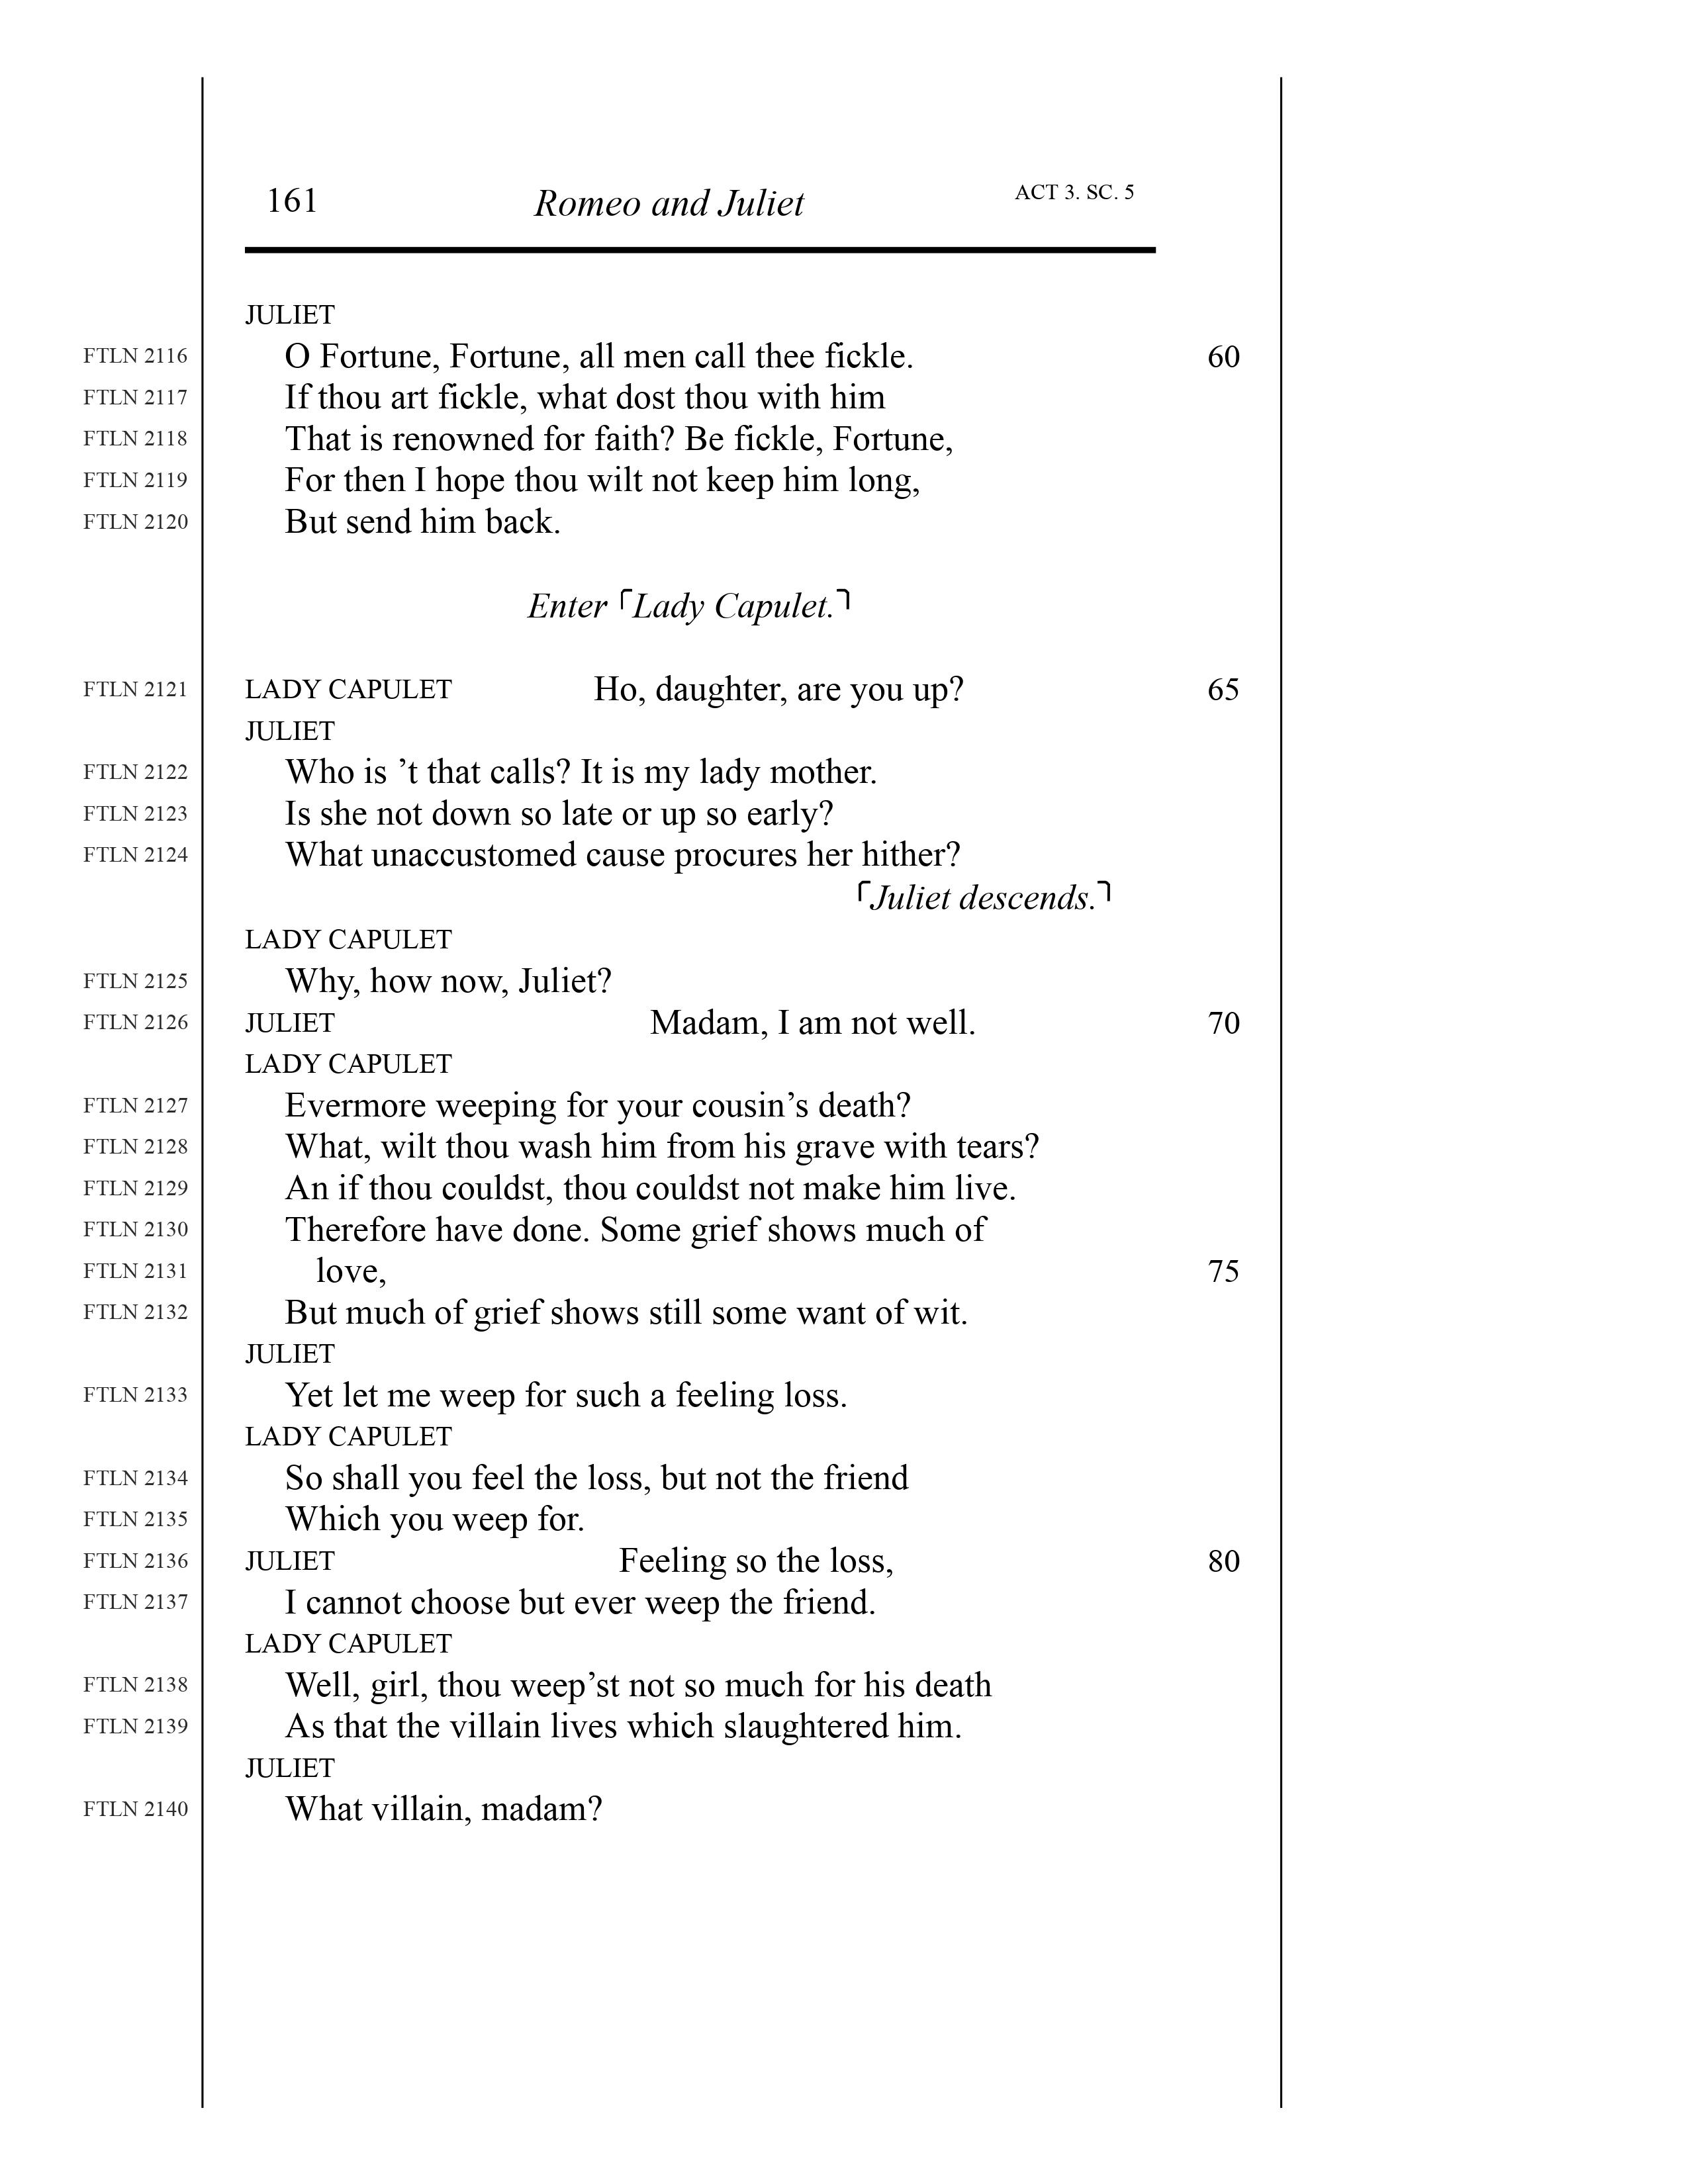 161 Romeo and Juliet ACT 3. SC. 5
JULIET
FTLN 2116 O Fortune, Fortune, all men call thee fickle. 60
FTLN 2117 If thou art fickle, what dost thou with him
FTLN 2118 That is renowned for faith? Be fickle, Fortune,
FTLN 2119 For then I hope thou wilt not keep him long,
FTLN 2120 But send him back.
Enter ⌜Lady Capulet.⌝
FTLN 2121 LADY CAPULET Ho, daughter, are you up? 65
JULIET
FTLN 2122 Who is ’t that calls? It is my lady mother.
FTLN 2123 Is she not down so late or up so early?
FTLN 2124 What unaccustomed cause procures her hither?
⌜Juliet descends.⌝
LADY CAPULET
FTLN 2125 Why, how now, Juliet?
FTLN 2126 JULIET Madam, I am not well. 70
LADY CAPULET
FTLN 2127 Evermore weeping for your cousin’s death?
FTLN 2128 What, wilt thou wash him from his grave with tears?
FTLN 2129 An if thou couldst, thou couldst not make him live.
FTLN 2130 Therefore have done. Some grief shows much of
FTLN 2131 love, 75
FTLN 2132 But much of grief shows still some want of wit.
JULIET
FTLN 2133 Yet let me weep for such a feeling loss.
LADY CAPULET
FTLN 2134 So shall you feel the loss, but not the friend
FTLN 2135 Which you weep for.
FTLN 2136 JULIET Feeling so the loss, 80
FTLN 2137 I cannot choose but ever weep the friend.
LADY CAPULET
FTLN 2138 Well, girl, thou weep’st not so much for his death
FTLN 2139 As that the villain lives which slaughtered him.
JULIET
FTLN 2140 What villain, madam?